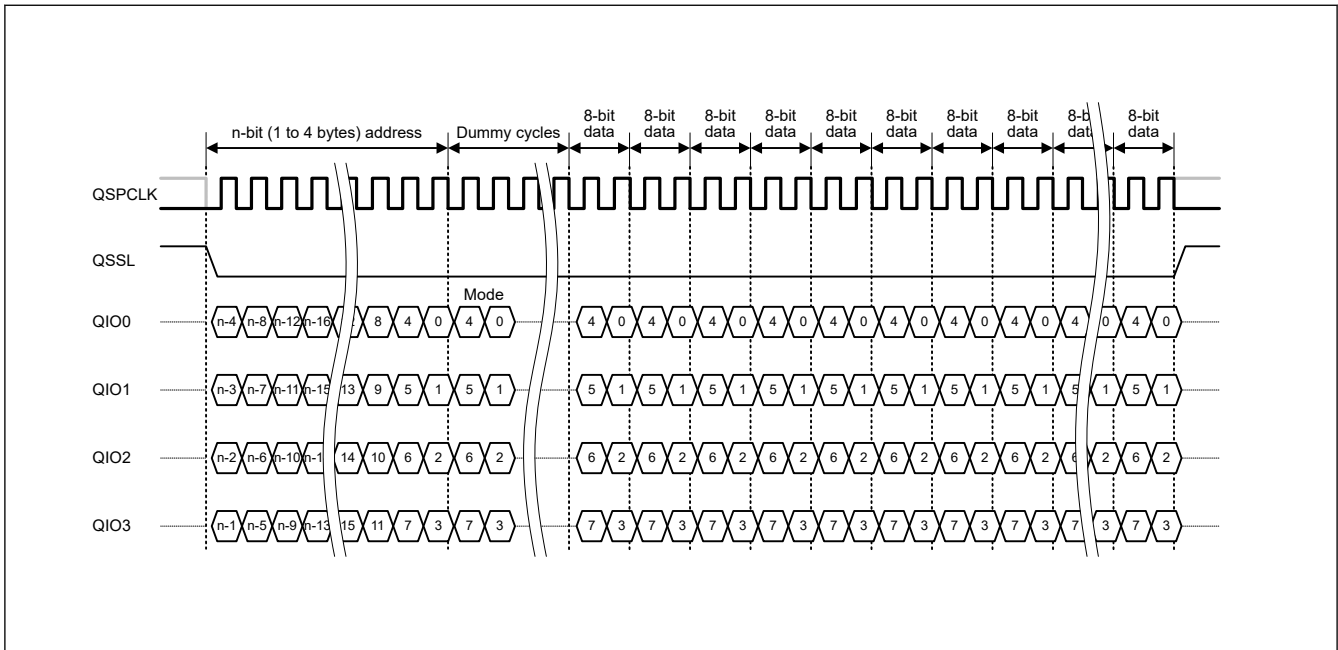 8-bit data 8-bit data 8-bit data 8-bit data 8-bit data 8-bit data 8-bit data 8-bit data 8-b data 8-bit data
n-bit (1 to 4 bytes) address Dummy cycles
QSPCLK
QSSL
Mode
QIO0 n-4 n-8 n-12 n-16 8 4 0 4 0 4 0 4 0 4 0 4 0 4 0 4 0 4 0 4 0 4 0 4 0
QIO1 n-3 n-7 n-11 n-15 13 9 5 1 5 1 5 1 5 1 5 1 5 1 5 1 5 1 5 1 5 1 5 1 5 1
QIO2 n-2 n-6 n-10 n-1 14 10 6 2 6 2 6 2 6 2 6 2 6 2 6 2 6 2 6 2 6 2 6 2 6 2
QIO3 n-1 n-5 n-9 n-13 15 11 7 3 7 3 7 3 7 3 7 3 7 3 7 3 7 3 7 3 7 3 7 3 7 3